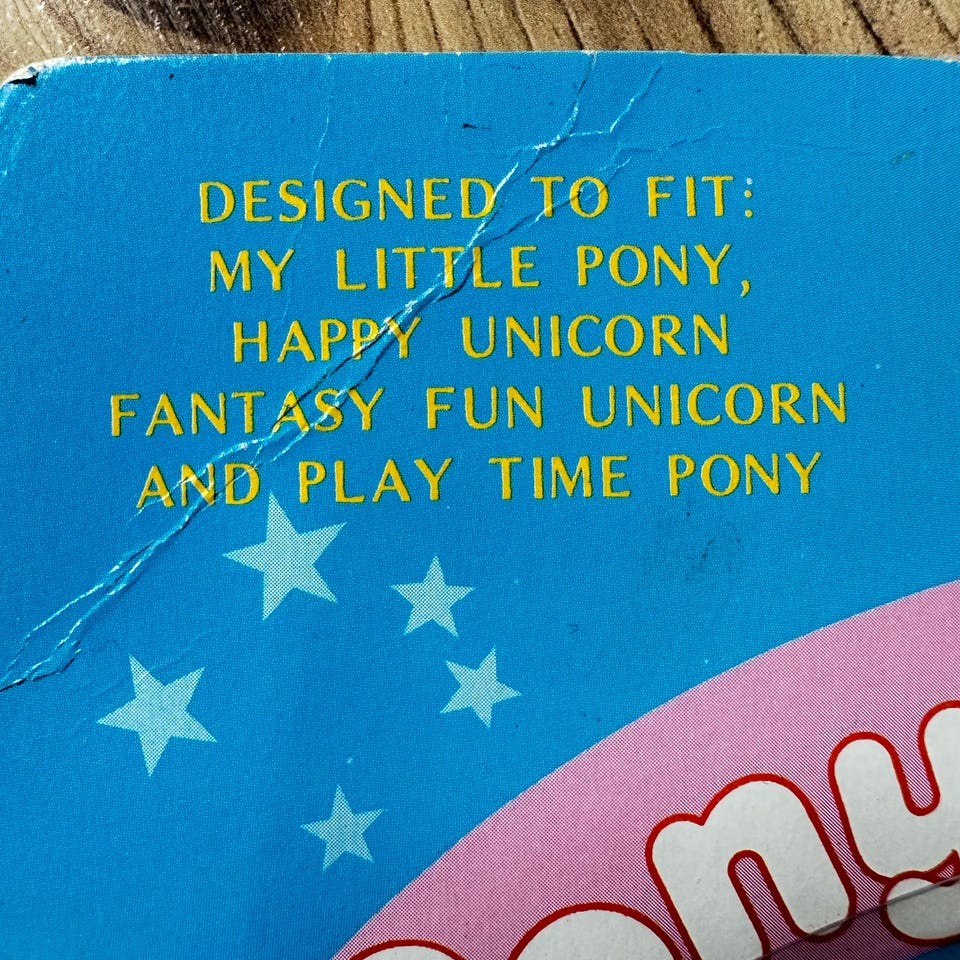 DESIGNED TO FIT:
MY LITTLE PONY,
HAPPY UNICORN
FANTASY FUN UNICORN
AND PLAY TIME PONY